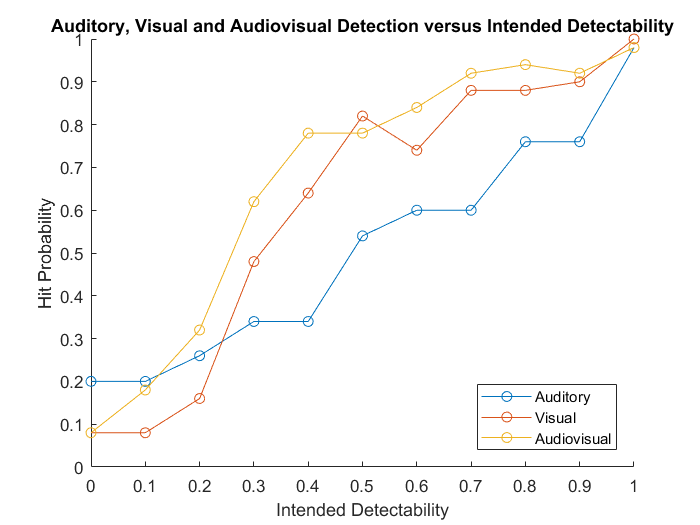 Auditory, Visual and Audiovisual Detection versus Intended Detectability
1
0.9
0.8
0.7
0.6
0.5
0.4
0.3
0.2
0.1
0
Hit Probability
Auditory
Visual
Audiovisual
0 0.1 0.2 0.3 0.4 0.5 0.6 0.7 0.8 0.9 1
Intended Detectability